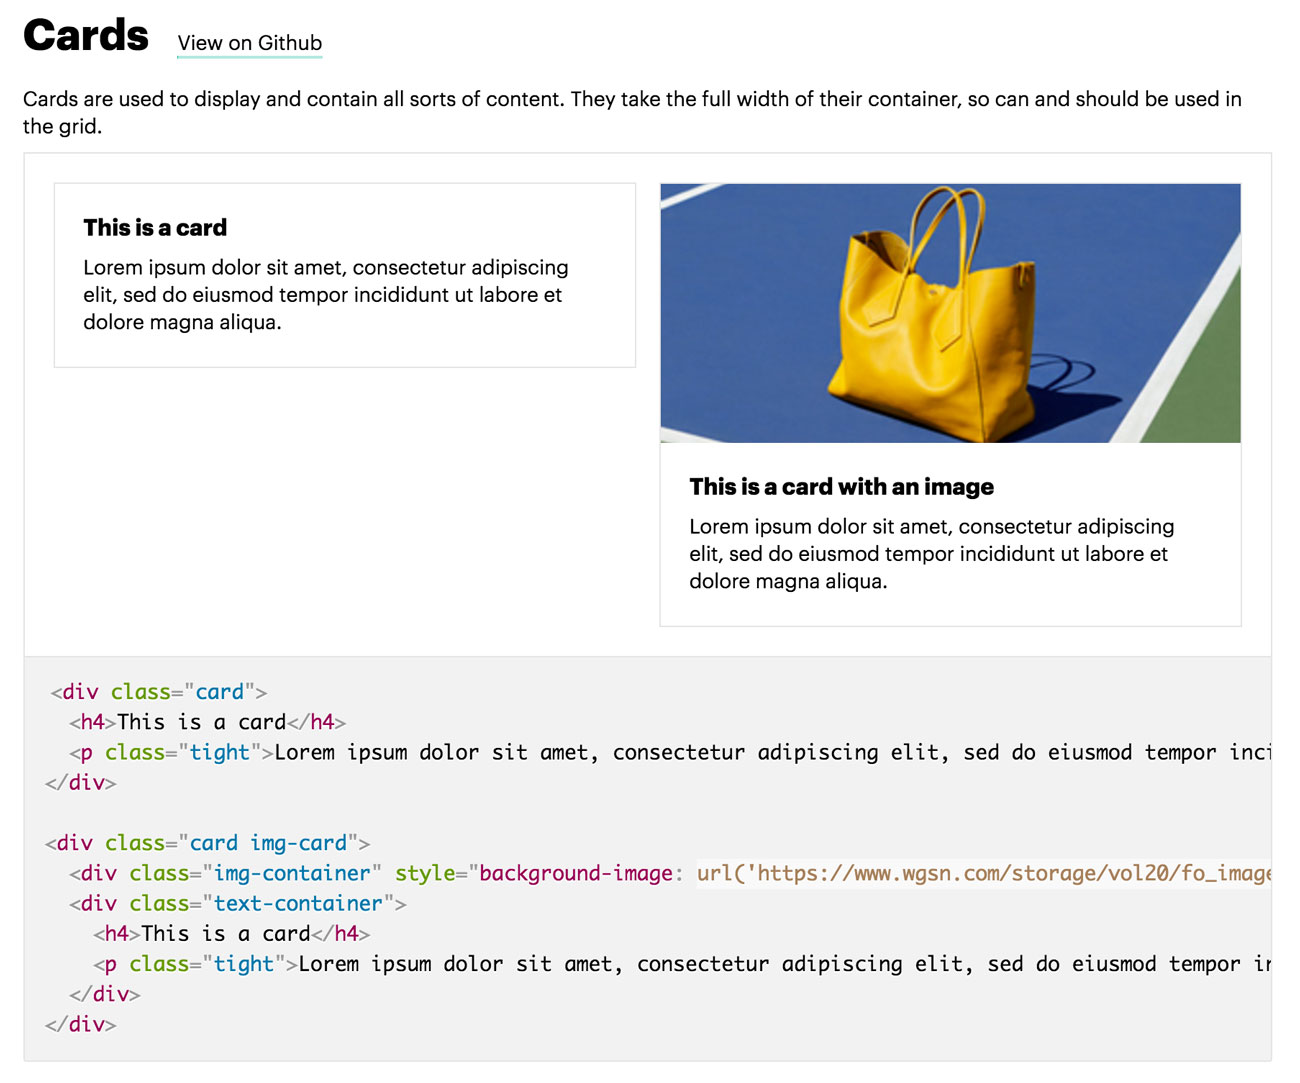 Cards View on Github
Cards are used to display and contain all sorts of content. They take the full width of their container, so can and should be used in
the grid.
This is a card
Lorem ipsum dolor sit amet, consectetur adipiscing
elit, sed do eiusmod tempor incididunt ut labore et
dolore magna aliqua.
This is a card with an image
Lorem ipsum dolor sit amet, consectetur adipiscing
elit, sed do eiusmod tempor incididunt ut labore et
dolore magna aliqua.
<div class="card">
<h4>This is a card</h4>
<p class="tight">Lorem ipsum dolor sit amet, consectetur adipiscing elit, sed do eiusmod tempor inci
</div>
<div class="card img-card">
<div class="img-container" style="background-image: url('https://www.wgsn.com/storage/vol20/fo_image
<div class="text-container">
<h4>This is a card</h4>
<p class="tight">Lorem ipsum dolor sit amet, consectetur adipiscing elit, sed do eiusmod tempor in
</div>
</div>